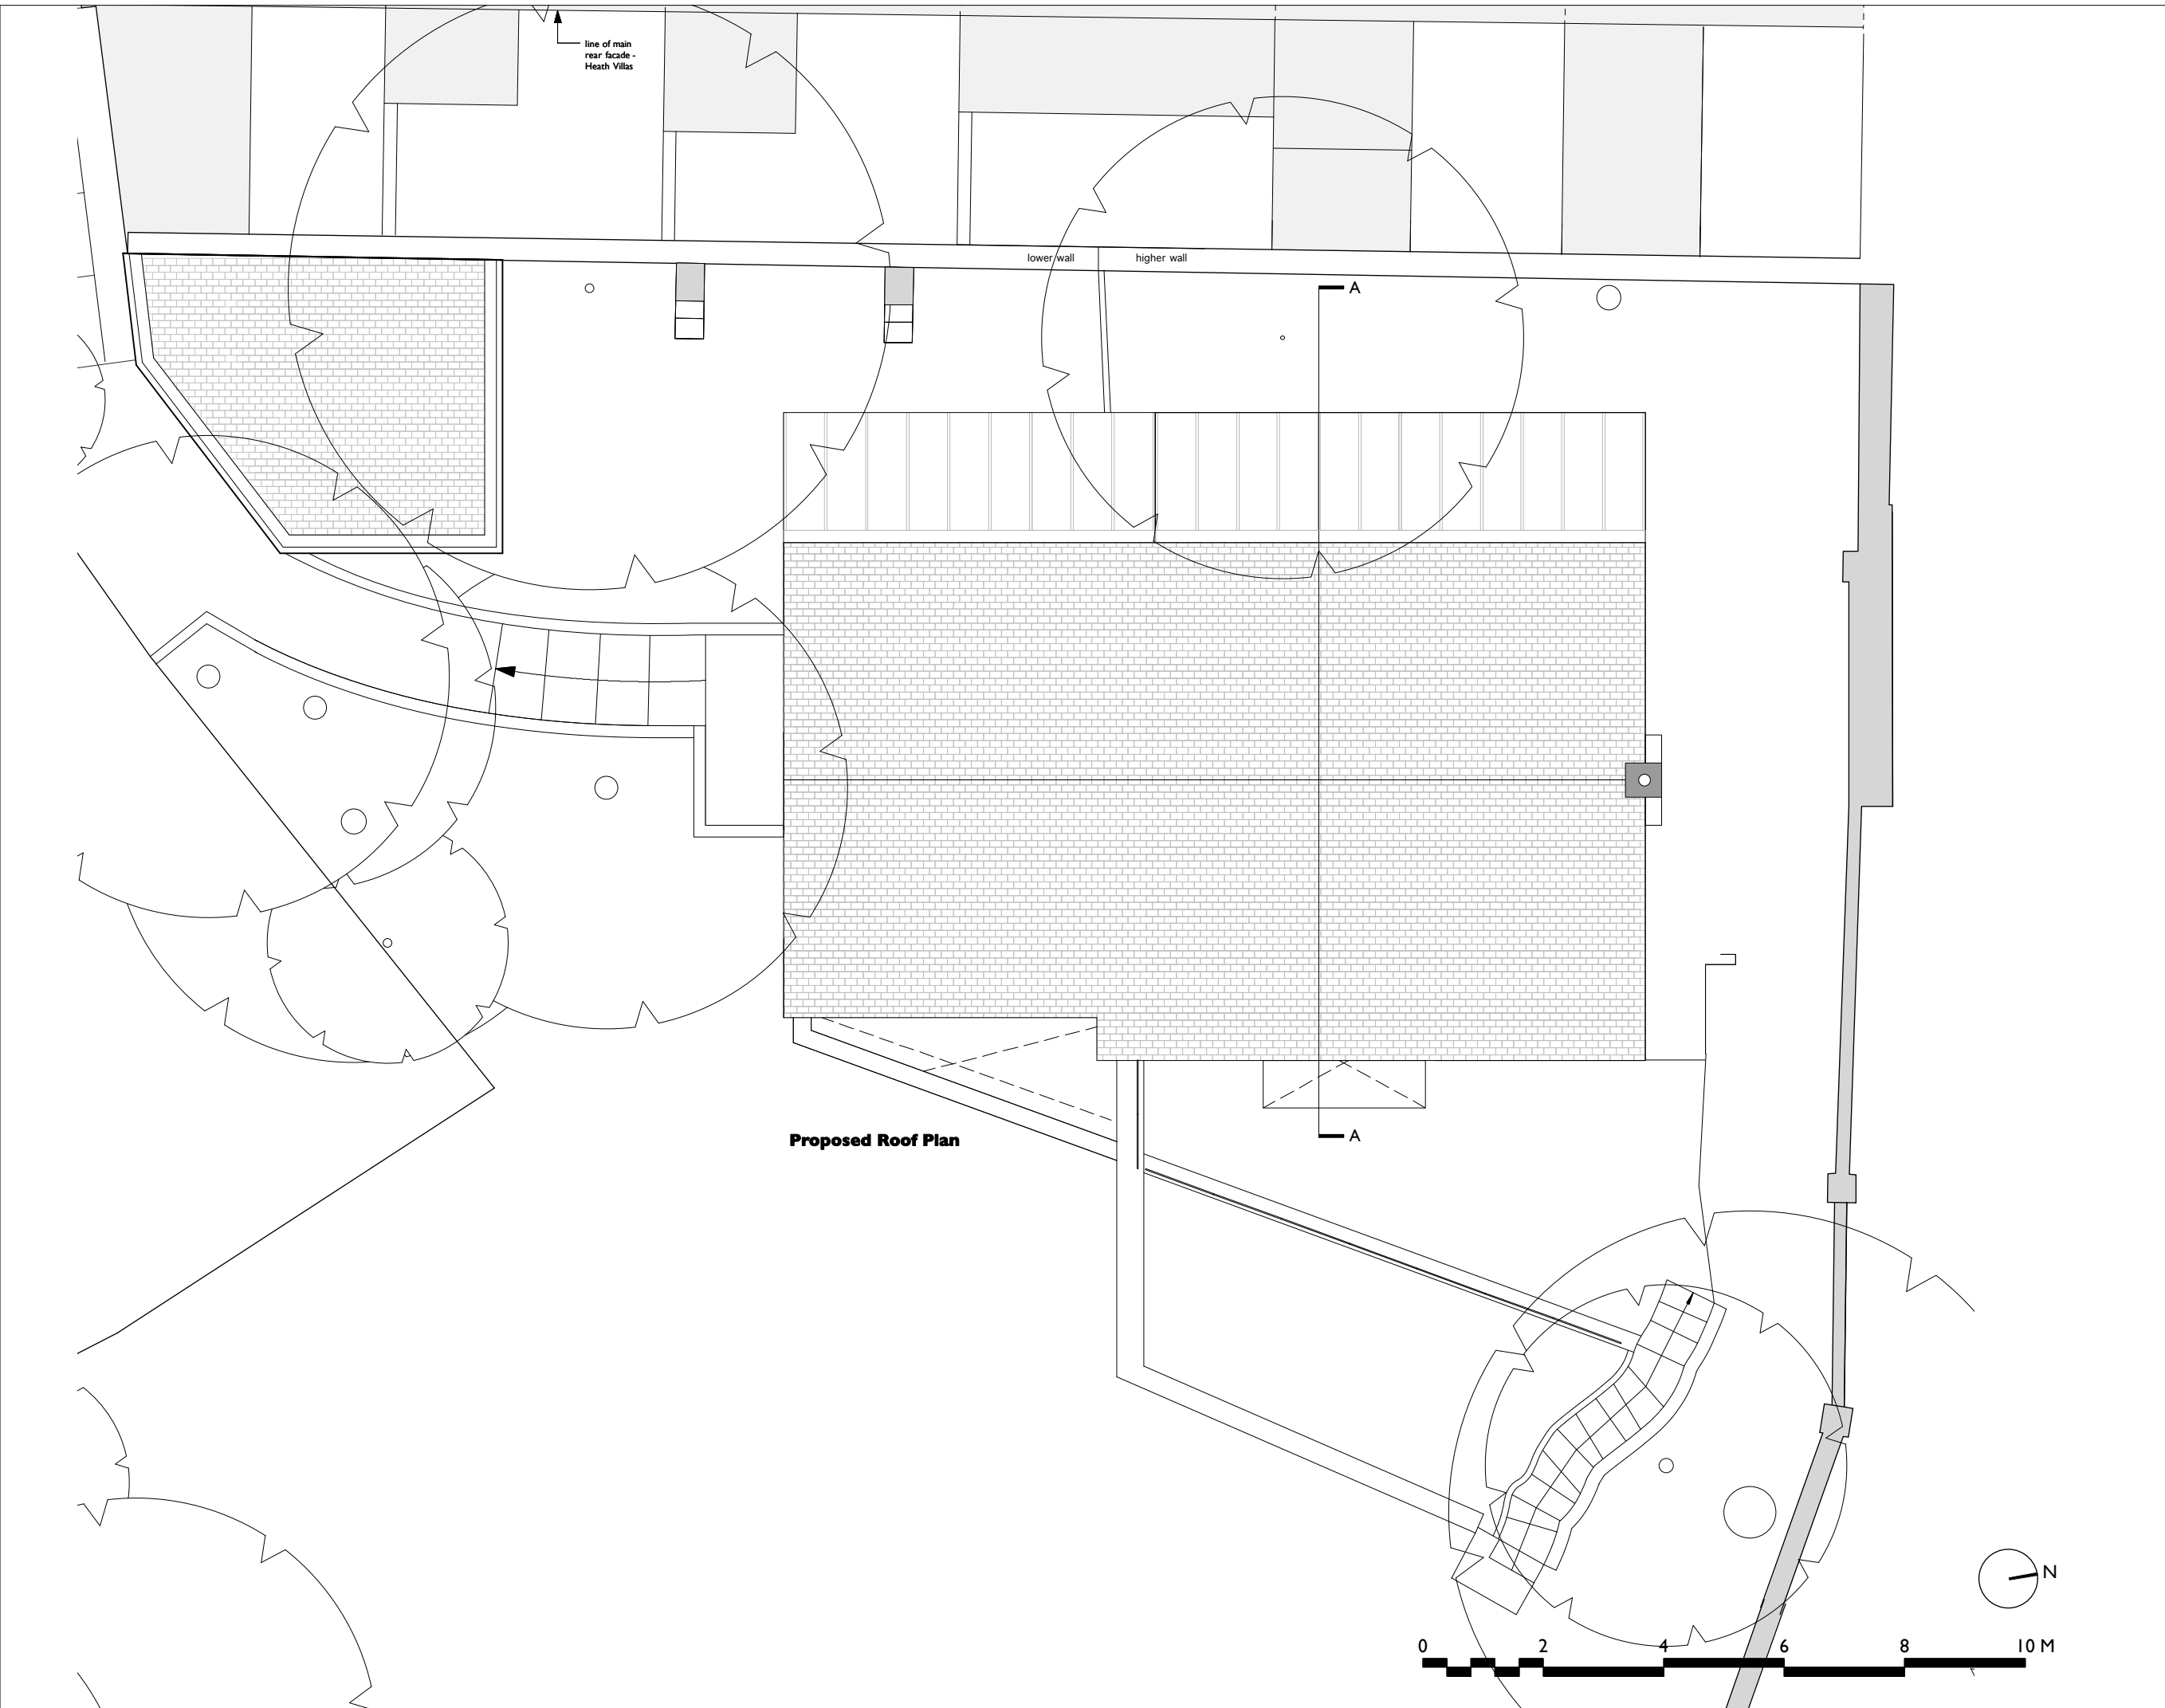 line of main
rear facade -
Heath Villas
lower wall
higher wall
A
A
Proposed Roof Plan
N
0 2 4 6 8 10 M